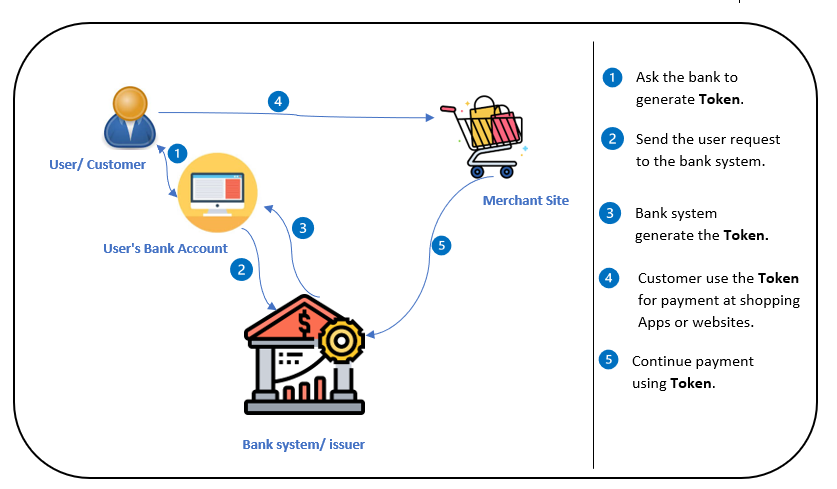 4
User/ Customer
1
Merchant Site
User's Bank Account
3
5
2
$
Bank system/ issuer
1 Ask the bank to
generate Token.
2 Send the user request
to the bank system.
3 Bank system
generate the Token.
4 Customer use the Token
for payment at shopping
Apps or websites.
5 Continue payment
using Token.